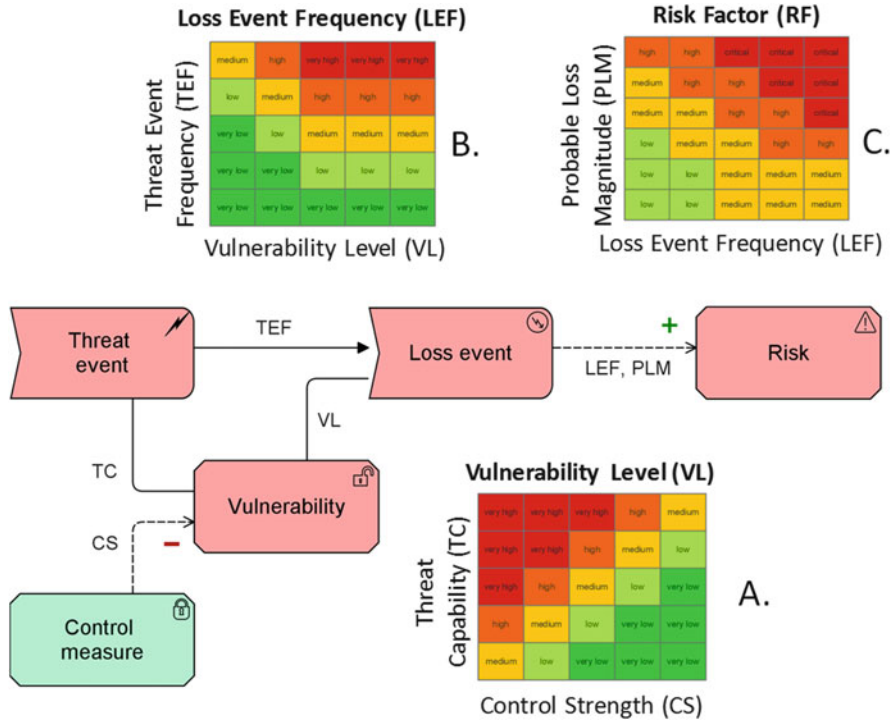 Loss Event Frequency (LEF)
Threat Event
Frequency (TEF)
medium high very high very high very high
low medium high high high
very low low medium medium medium
very low very low low low low
very low very low very low very low very low
Vulnerability Level (VL)
B.
Risk Factor (RF)
Probable Loss
Magnitude (PLM)
high high critical critical critical
medium high high critical critical
medium medium high high critical
low medium medium high high
low low medium medium medium
low low medium medium medium
Loss Event Frequency (LEF)
C.
Threat
event
TEF
Loss event
+
LEF, PLM
Risk
TC
VL
Vulnerability
CS
−
Control
measure
Vulnerability Level (VL)
Threat
Capability (TC)
very high very high very high high medium
very high very high high medium low
very high high medium low very low
high medium low very low very low
medium low very low very low very low
Control Strength (CS)
A.